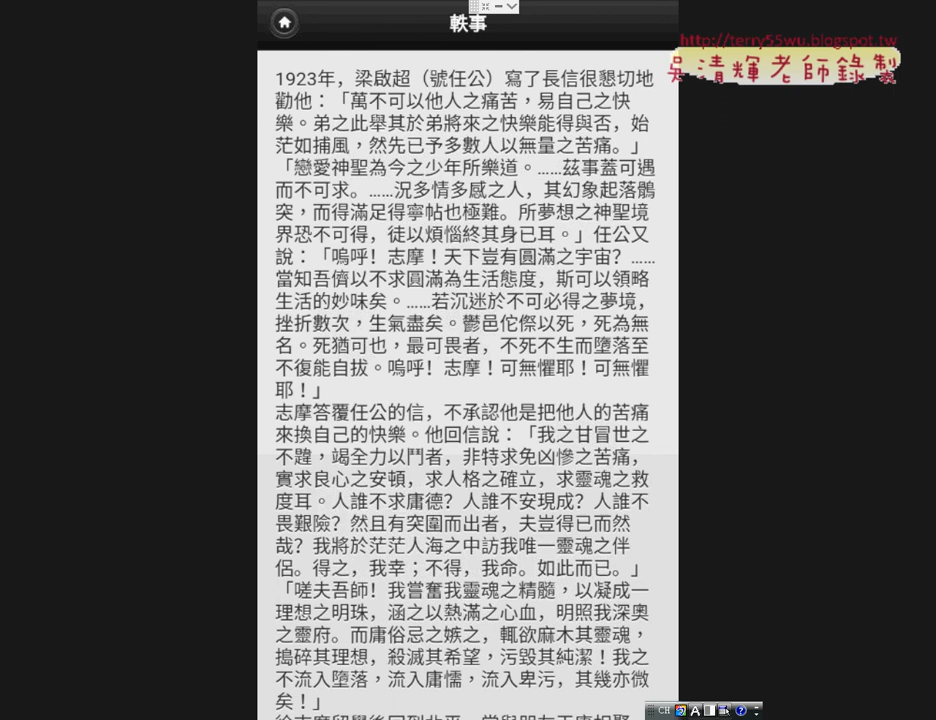 軼事
http://terry55wu.blogspot.tw
吳清輝老師錄製
1923年，梁啟超（號任公）寫了長信很懇切地
勸他：「萬不可以他人之痛苦，易自己之快
樂。弟之此舉其於弟將來之快樂能得與否，始
茫如捕風，然先已予多數人以無量之苦痛。」
「戀愛神聖為今之少年所樂道。……茲事蓋可遇
而不可求。……況多情多感之人，其幻象起落鶻
突，而得滿足得寧帖也極難。所夢想之神聖境
界恐不可得，徒以煩惱終其身已耳。」任公又
說：「嗚呼！志摩！天下豈有圓滿之宇宙？……
當知吾儕以不求圓滿為生活態度，斯可以領略
生活的妙味矣。……若沉迷於不可必得之夢境，
挫折數次，生氣盡矣。鬱邑佗傺以死，死為無
名。死猶可也，最可畏者，不死不生而墮落至
不復能自拔。嗚呼！志摩！可無懼耶！可無懼
耶！」
志摩答覆任公的信，不承認他是把他人的苦痛
來換自己的快樂。他回信說：「我之甘冒世之
不韙，竭全力以鬥者，非特求免凶慘之苦痛，
實求良心之安頓，求人格之確立，求靈魂之救
度耳。人誰不求庸德？人誰不安現成？人誰不
畏艱險？然且有突圍而出者，夫豈得已而然
哉？我將於茫茫人海之中訪我唯一靈魂之伴
侶。得之，我幸；不得，我命。如此而已。」
「嗟夫吾師！我嘗奮我靈魂之精髓，以凝成一
理想之明珠，涵之以熱滿之心血，明照我深奧
之靈府。而庸俗忌之嫉之，輒欲麻木其靈魂，
搗碎其理想，殺滅其希望，污毀其純潔！我之
不流入墮落，流入庸懦，流入卑污，其幾亦微
矣！」
CH